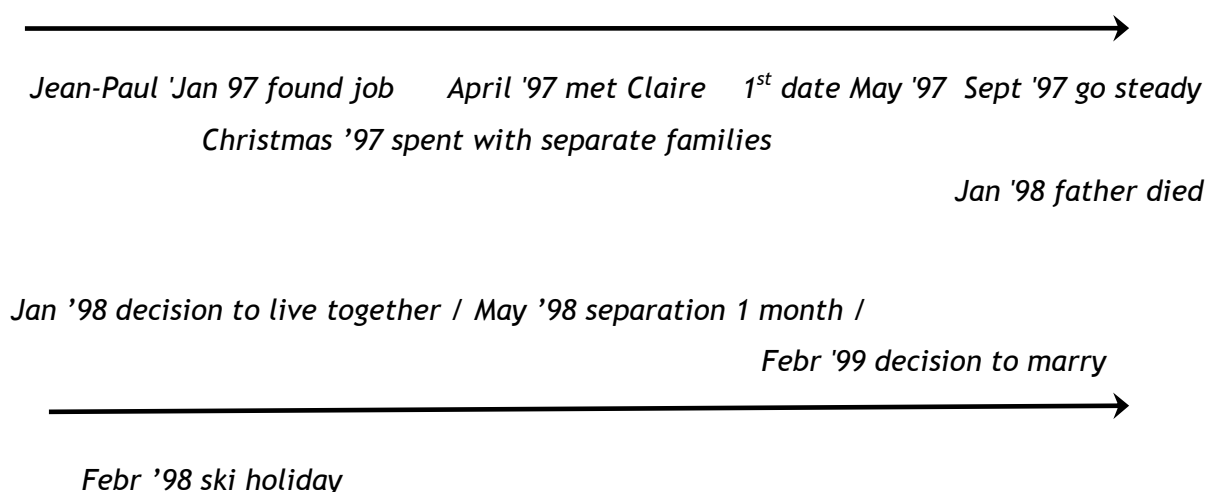 Jean-Paul 'Jan 97 found job April '97 met Claire 1st date May '97 Sept '97 go steady
Christmas ’97 spent with separate families
Jan '98 father died
Jan ’98 decision to live together / May ’98 separation 1 month /
Febr '99 decision to marry
Febr ’98 ski holiday